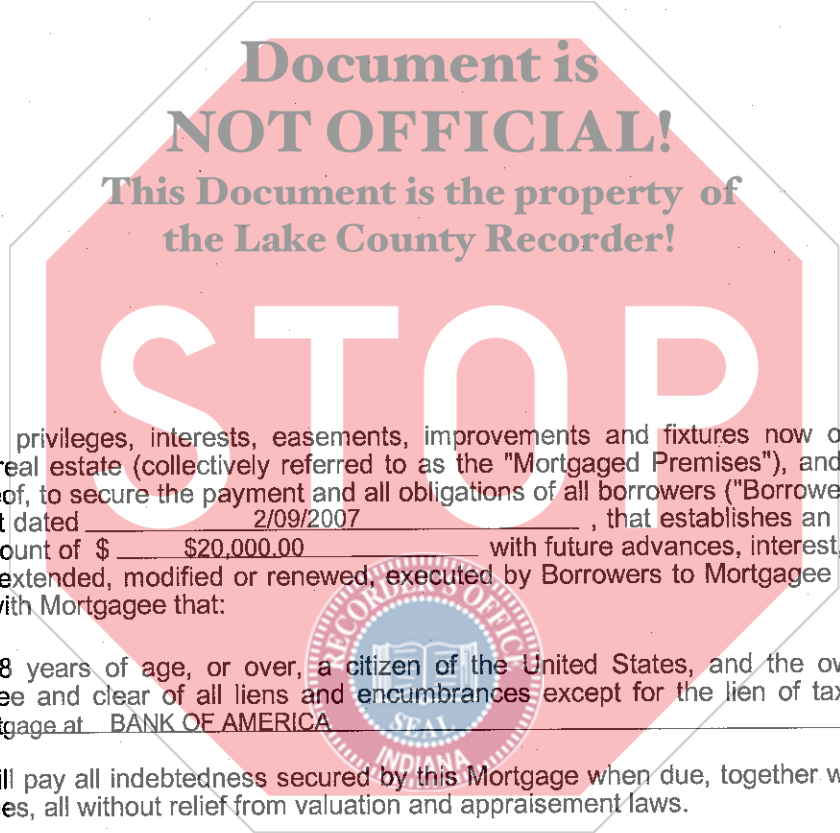 Document is
NOT OFFICIAL!
This Document is the property of
the Lake County Recorder!
STOP
privileges, interests, easements, improvements and fixtures now o
real estate (collectively referred to as the "Mortgaged Premises"), and
eof, to secure the payment and all obligations of all borrowers ("Borrowe
t dated 2/09/2007 , that establishes an
ount of $ $20,000.00 with future advances, interest,
extended, modified or renewed, executed by Borrowers to Mortgagee
vith Mortgagee that:
8 years of age, or over, a citizen of the United States, and the ov
ee and clear of all liens and encumbrances except for the lien of tax
tgage at BANK OF AMERICA
ill pay all indebtedness secured by this Mortgage when due, together w
es, all without relief from valuation and appraisement laws.
RECORDER'S OFFICE
SEAL
INDIANA